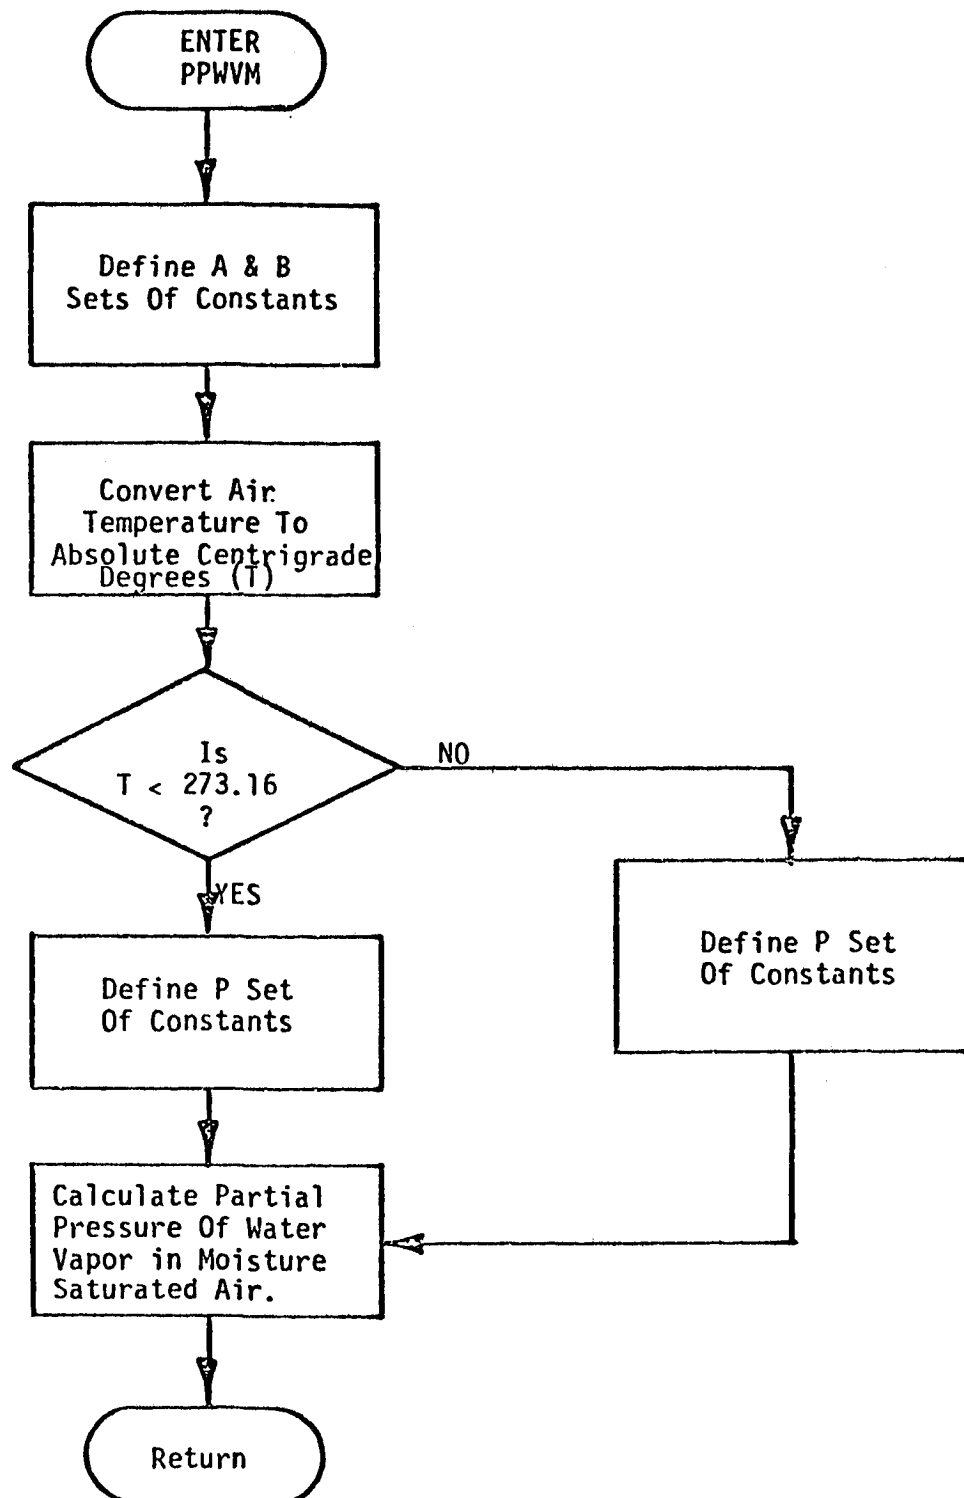 ENTER
PPWVM
Define A & B
Sets Of Constants
Convert Air
Temperature To
Absolute Centrigrade
Degrees (T)
Is
T < 273.16
?
NO
YES
Define P Set
Of Constants
Define P Set
Of Constants
Calculate Partial
Pressure Of Water
Vapor in Moisture
Saturated Air.
Return